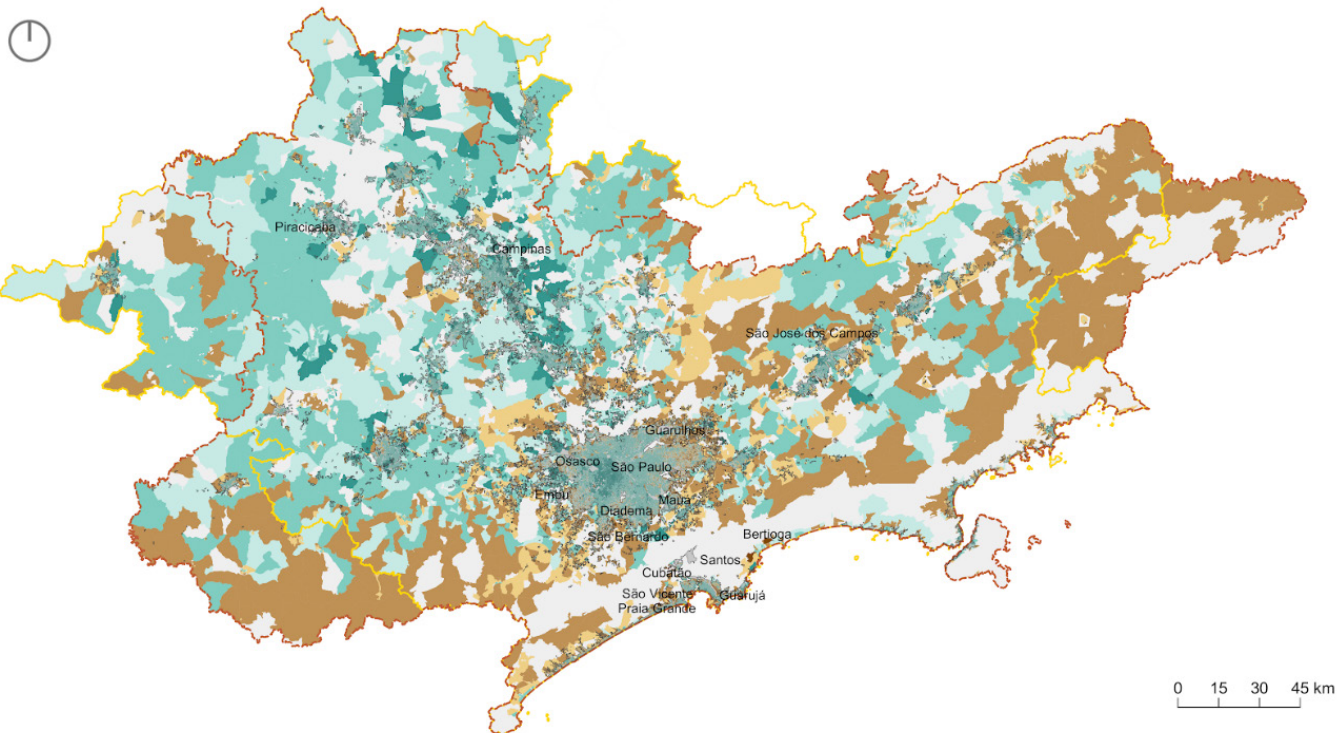 Piracicaba
Campinas
São José dos Campos
Guarulhos
Osasco
São Paulo
Embu
Mauá
Diadema
São Bernardo
Bertioga
Santos
Cubatão
São Vicente
Guarujá
Praia Grande
0 15 30 45 km